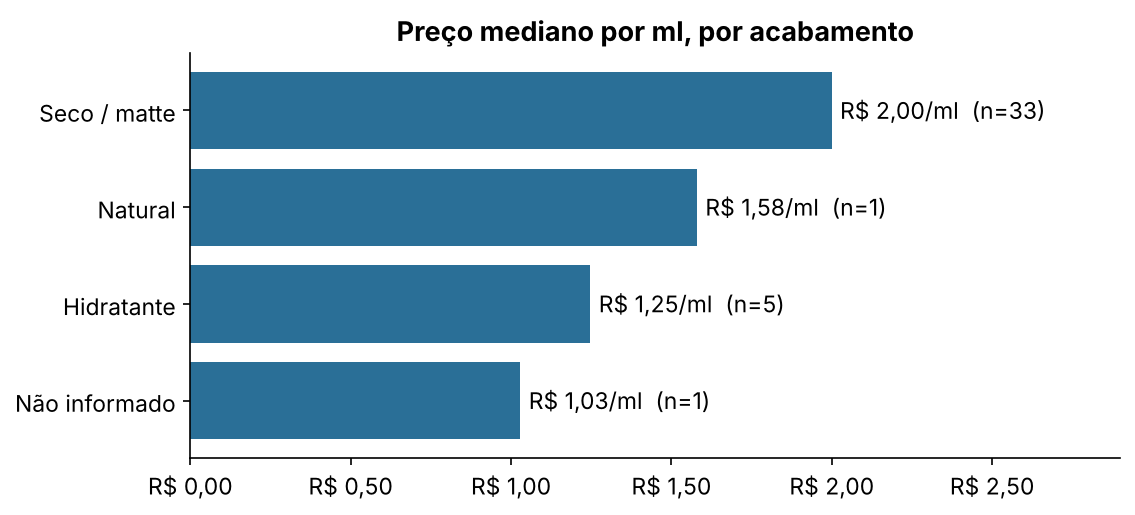 Preço mediano por ml, por acabamento
Seco / matte
R$ 2,00/ml (n=33)
Natural
R$ 1,58/ml (n=1)
Hidratante
R$ 1,25/ml (n=5)
Não informado
R$ 1,03/ml (n=1)
R$ 0,00 R$ 0,50 R$ 1,00 R$ 1,50 R$ 2,00 R$ 2,50